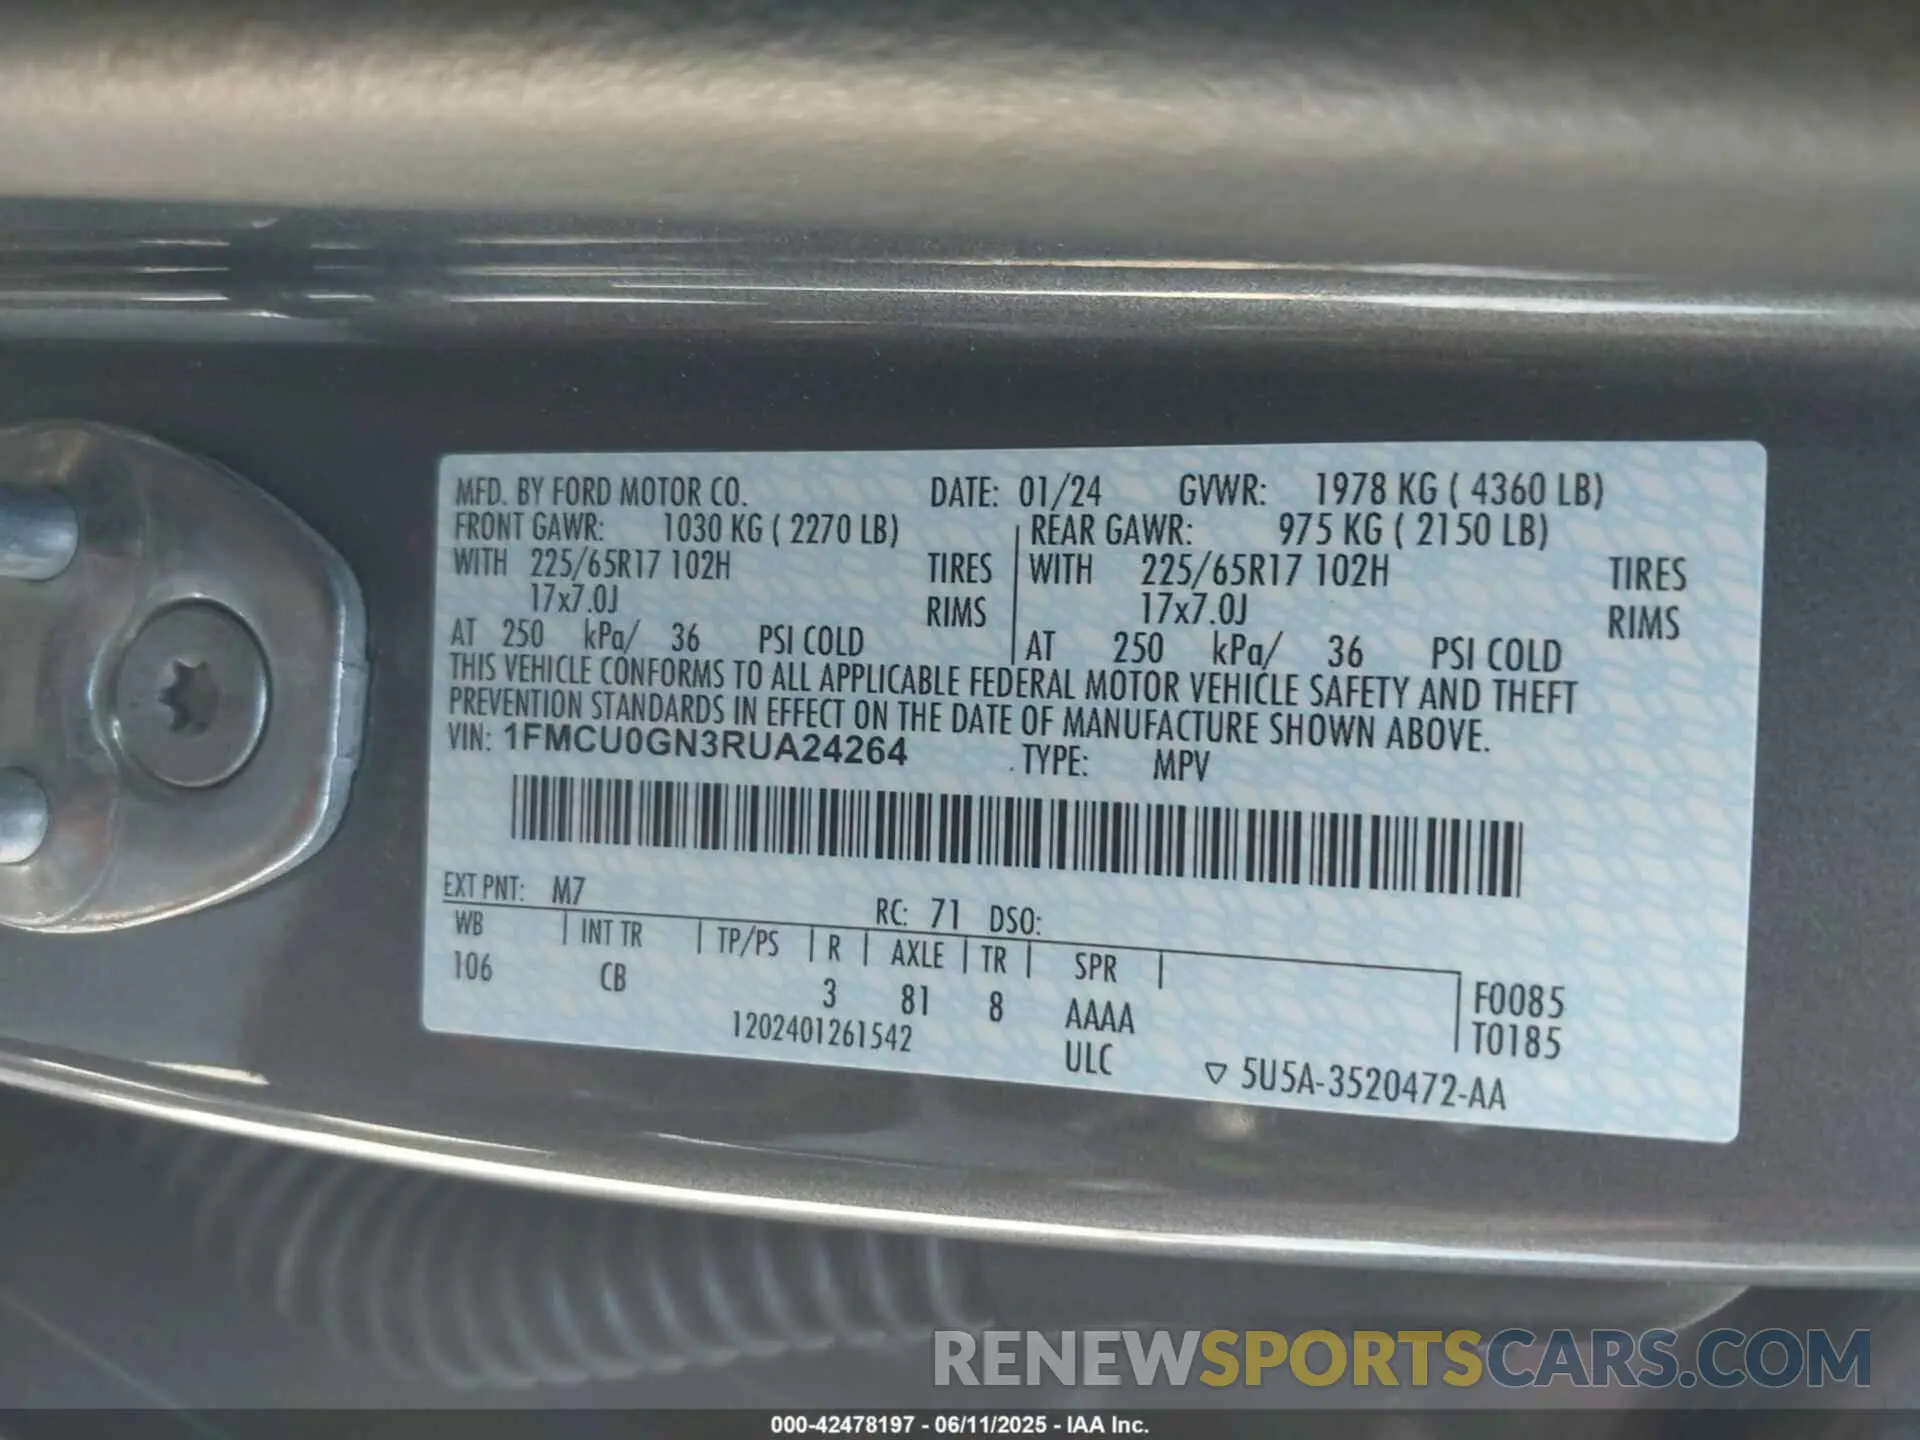 MFD. BY FORD MOTOR CO. DATE: 01/24 GVWR: 1978 KG ( 4360 LB)
FRONT GAWR: 1030 KG ( 2270 LB) REAR GAWR: 975 KG ( 2150 LB)
WITH 225/65R17 102H TIRES WITH 225/65R17 102H TIRES
17x7.0J RIMS 17x7.0J RIMS
AT 250 kPa/ 36 PSI COLD AT 250 kPa/ 36 PSI COLD
THIS VEHICLE CONFORMS TO ALL APPLICABLE FEDERAL MOTOR VEHICLE SAFETY AND THEFT
PREVENTION STANDARDS IN EFFECT ON THE DATE OF MANUFACTURE SHOWN ABOVE.
VIN: 1FMCU0GN3RUA24264 TYPE: MPV
EXT PNT: M7 RC: 71 DSO:
WB INT TR TP/PS R AXLE TR SPR
106 CB 3 81 8 AAAA F0085
1202401261542 ULC T0185
▽ 5U5A-3520472-AA
RENEWSPORTSCARS.COM
000-42478197 - 06/11/2025 - IAA Inc.